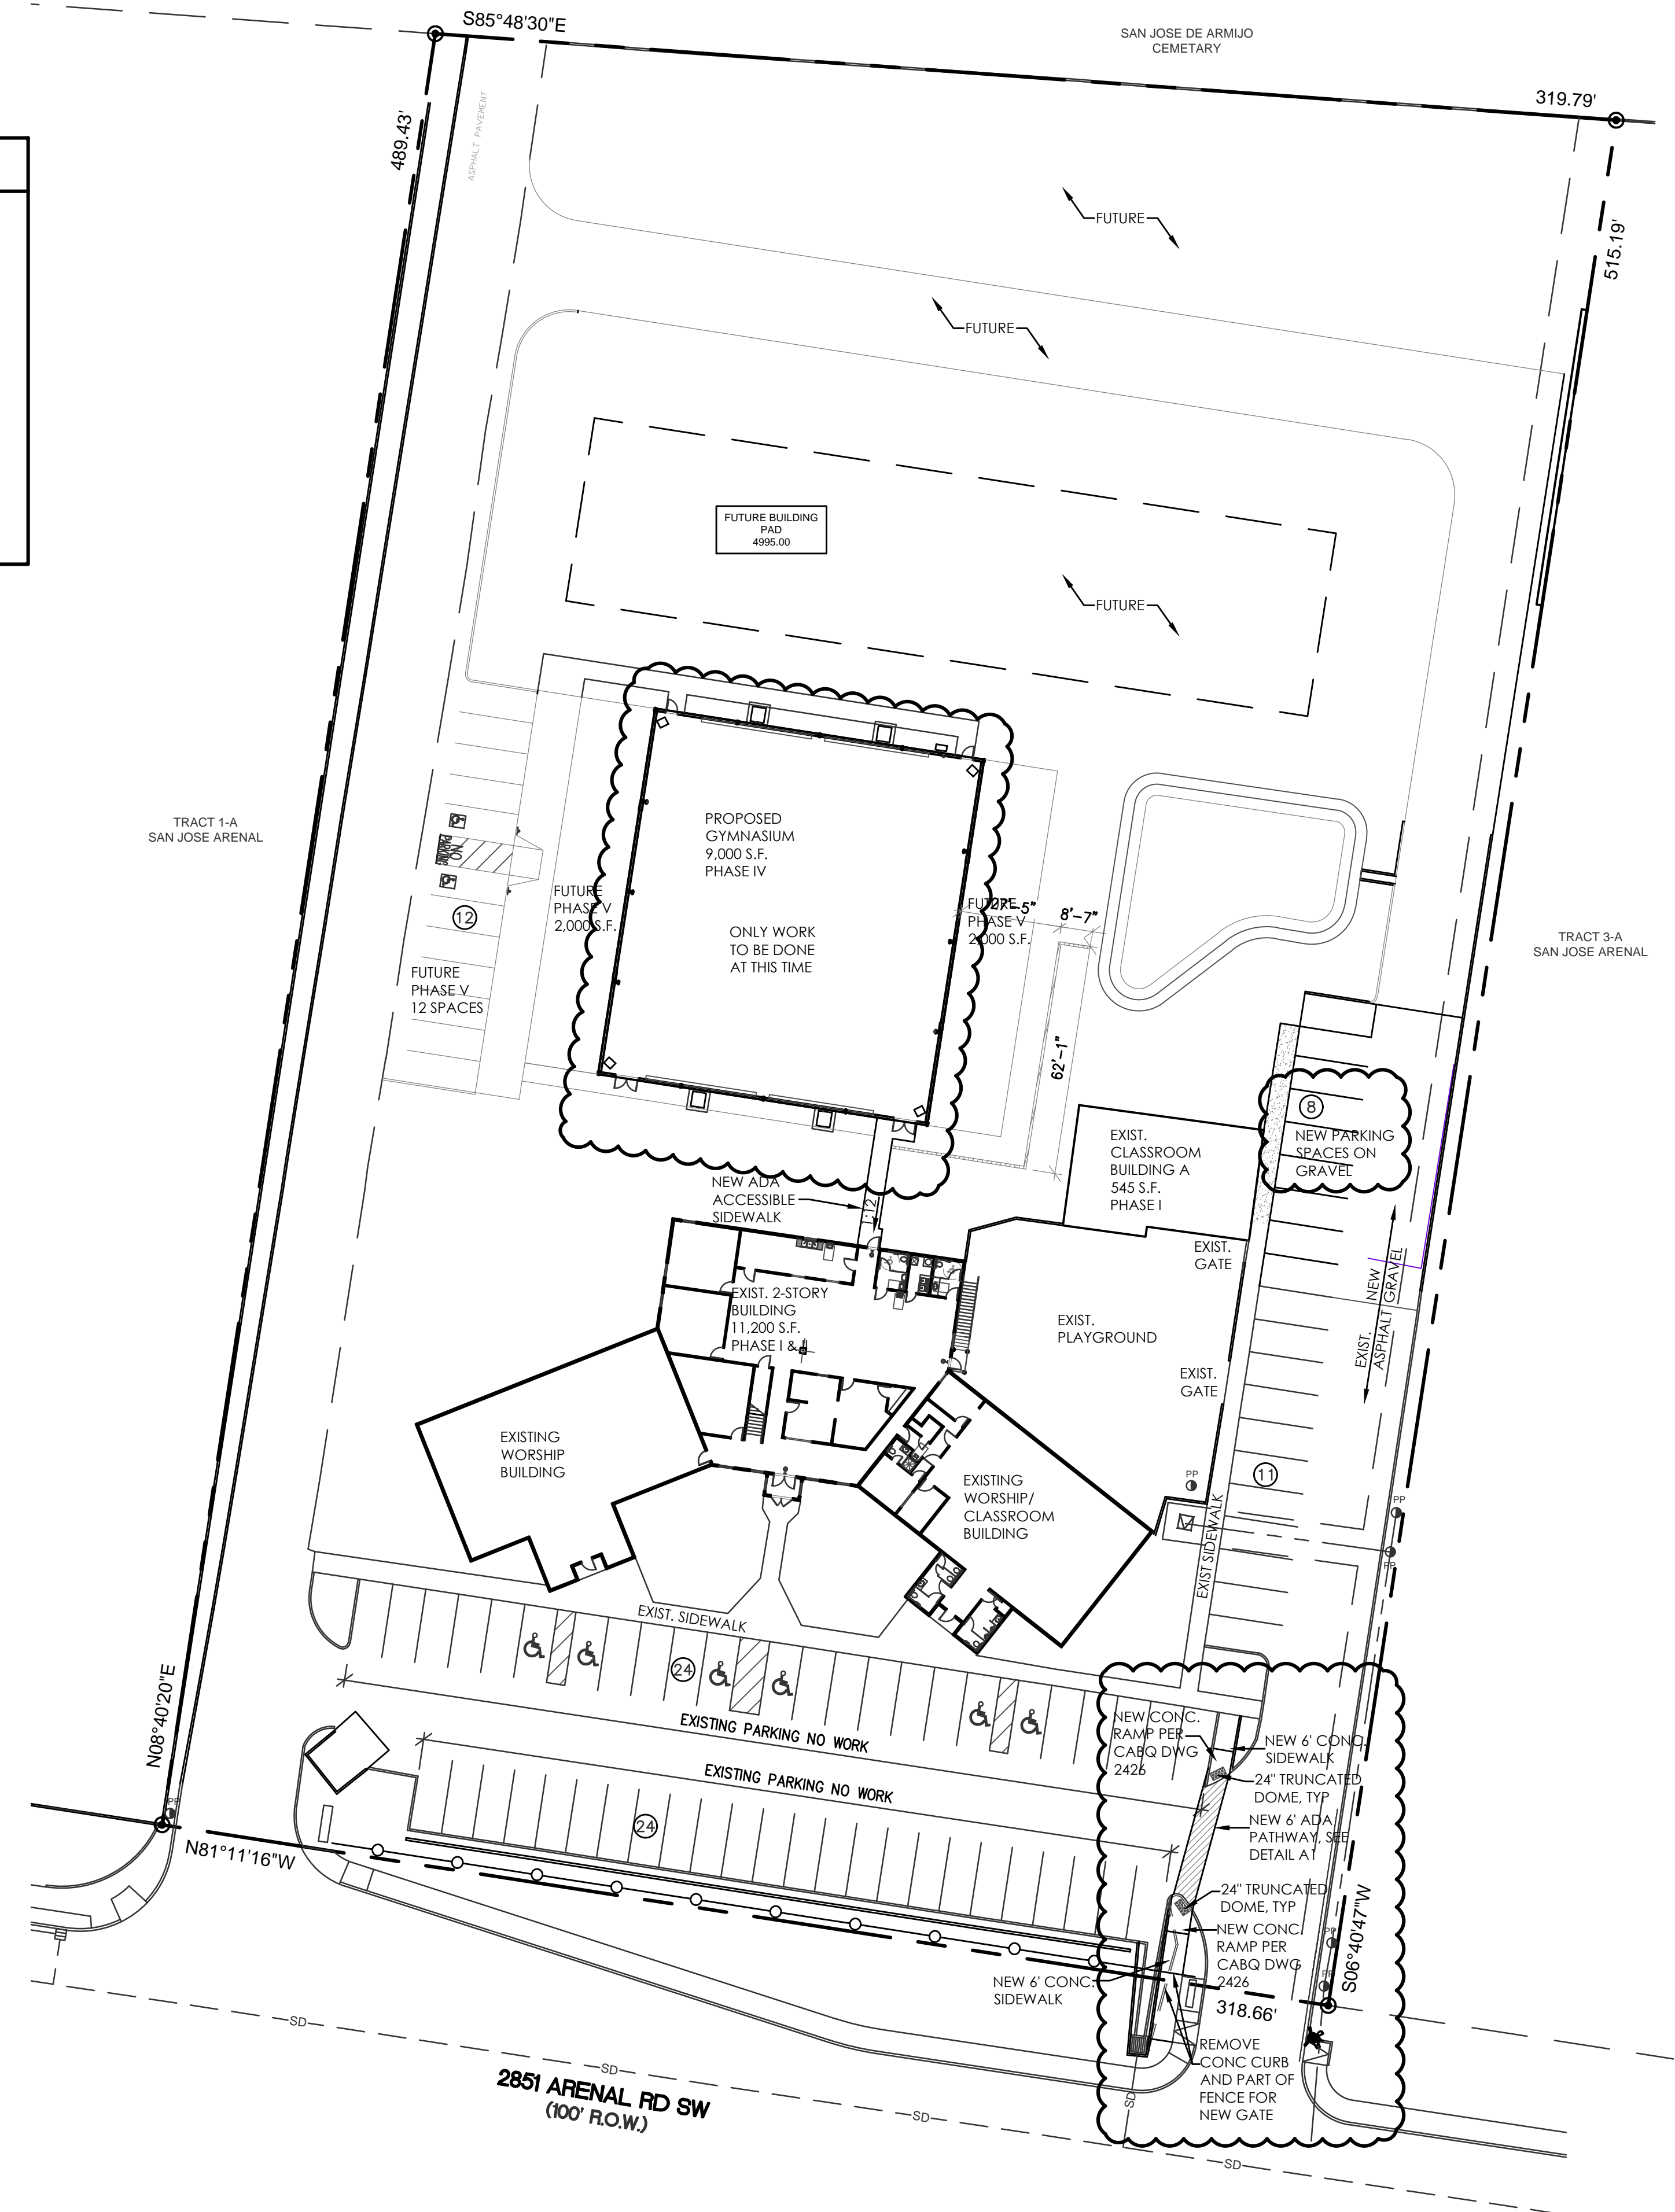 S85°48'30"E
SAN JOSE DE ARMIJO
CEMETARY
319.79'
489.43'
ASPHALT PAVEMENT
515.19'
FUTURE
FUTURE
FUTURE BUILDING
PAD
4995.00
FUTURE
TRACT 1-A
SAN JOSE ARENAL
PROPOSED
GYMNASIUM
9,000 S.F.
PHASE IV
NO
PARKING
12
FUTURE
PHASE V
2,000 S.F.
ONLY WORK
TO BE DONE
AT THIS TIME
FUTURE
PHASE V
2,000 S.F.
27'-5"
8'-7"
TRACT 3-A
SAN JOSE ARENAL
FUTURE
PHASE V
12 SPACES
62'-1"
8
NEW PARKING
SPACES ON
GRAVEL
EXIST.
CLASSROOM
BUILDING A
545 S.F.
PHASE I
NEW ADA
ACCESSIBLE
SIDEWALK
1:12
EXIST.
GATE
NEW
GRAVEL
EXIST.
ASPHALT
EXIST. 2-STORY
BUILDING
11,200 S.F.
PHASE I &
EXIST.
PLAYGROUND
EXIST.
GATE
EXISTING
WORSHIP
BUILDING
EXISTING
WORSHIP/
CLASSROOM
BUILDING
11
PP
PP
PP
EXIST SIDEWALK
EXIST. SIDEWALK
24
N08°40'20"E
EXISTING PARKING NO WORK
EXISTING PARKING NO WORK
24
NEW CONC.
RAMP PER
CABQ DWG
2426
NEW 6' CONC.
SIDEWALK
24" TRUNCATED
DOME, TYP
NEW 6' ADA
PATHWAY, SEE
DETAIL A1
PP
N81°11'16"W
24" TRUNCATED
DOME, TYP
NEW CONC.
RAMP PER
CABQ DWG
2426
NEW 6' CONC.
SIDEWALK
PP
PP
S06°40'47"W
318.66'
REMOVE
CONC CURB
AND PART OF
FENCE FOR
NEW GATE
SD
SD
SD
SD
SD
2851 ARENAL RD SW
(100' R.O.W.)